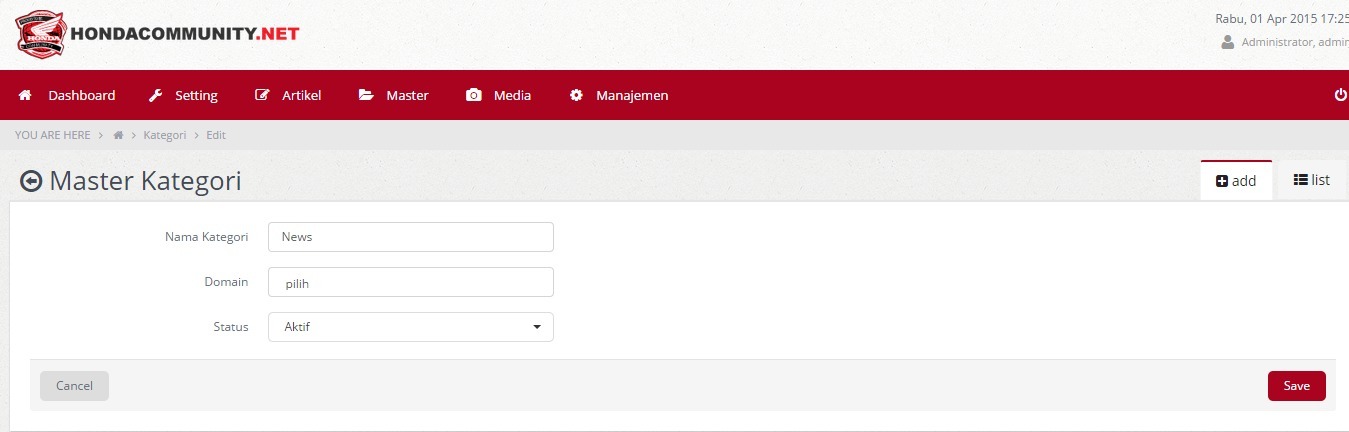 HONDACOMMUNITY.NET
Rabu, 01 Apr 2015 17:25
Administrator, admin
Dashboard Setting Artikel Master Media Manajemen
YOU ARE HERE > > Kategori > Edit
Master Kategori
add list
Nama Kategori News
Domain pilih
Status Aktif
Cancel Save